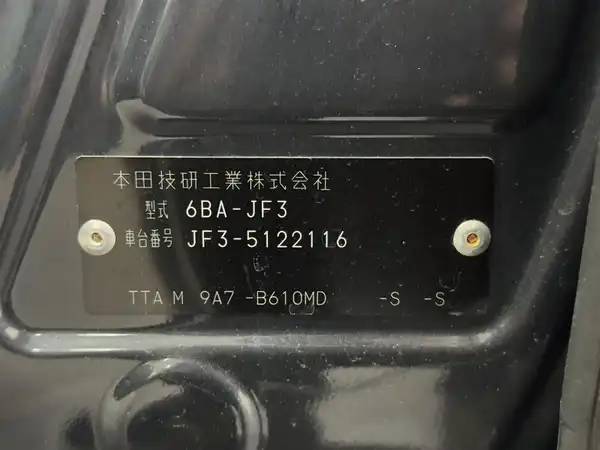 本田技研工業株式会社
型式 6BA-JF3
車台番号 JF3-5122116
TTA M 9A7 -B610MD -S -S